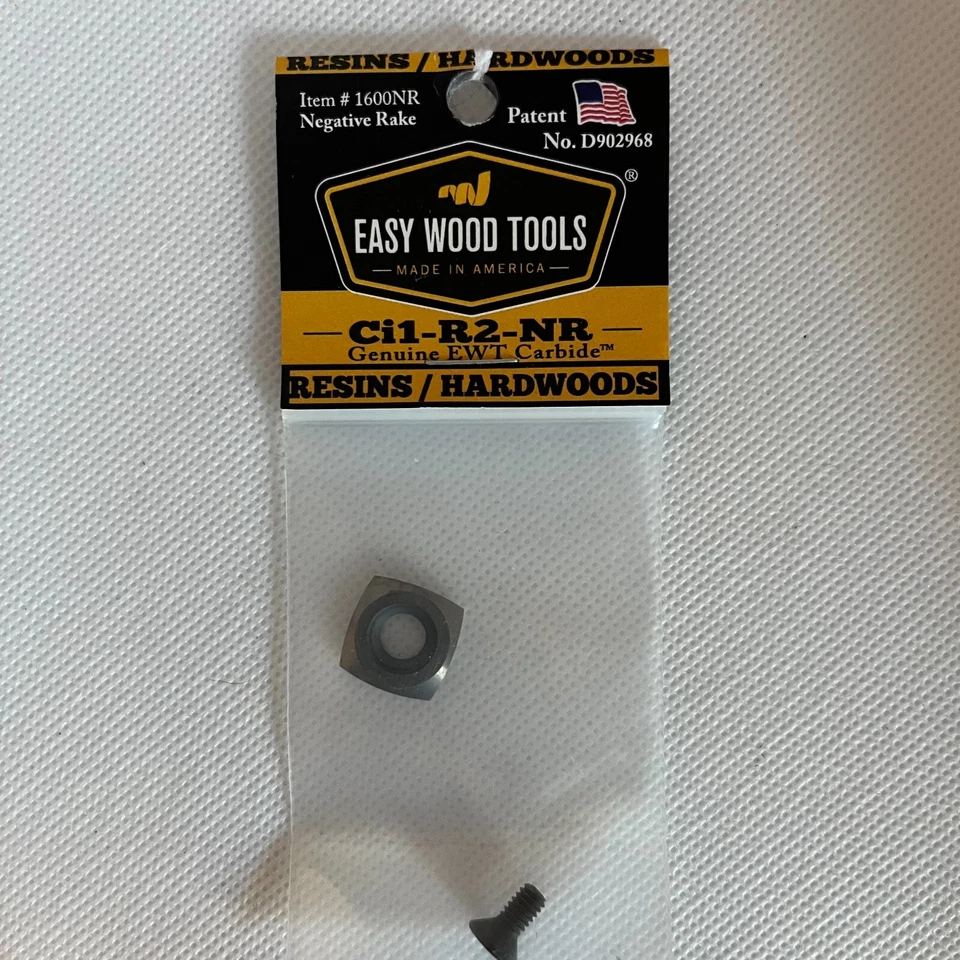 RESINS / HARDWOODS
Item # 1600NR
Negative Rake
Patent
No. D902968
®
EASY WOOD TOOLS
MADE IN AMERICA
Ci1-R2-NR
Genuine EWT Carbide™
RESINS / HARDWOODS